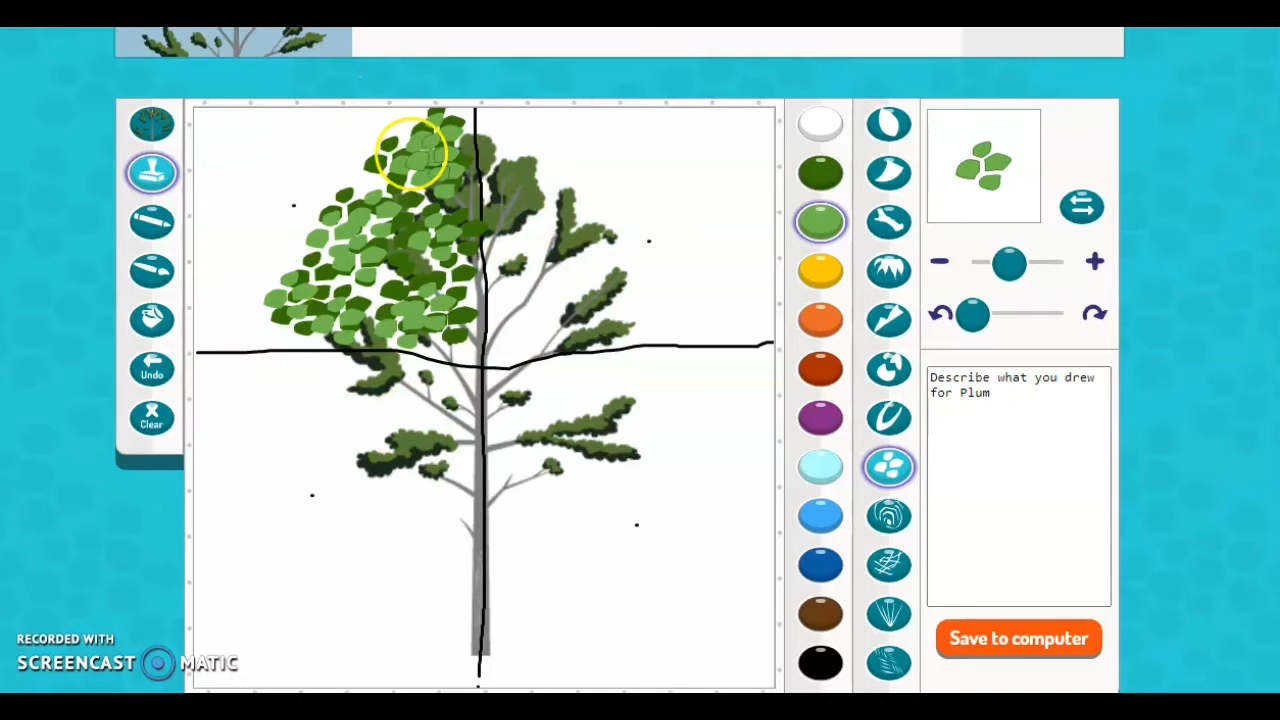 Undo
Clear
Describe what you drew
for Plum
Save to computer
RECORDED WITH
SCREENCAST MATIC